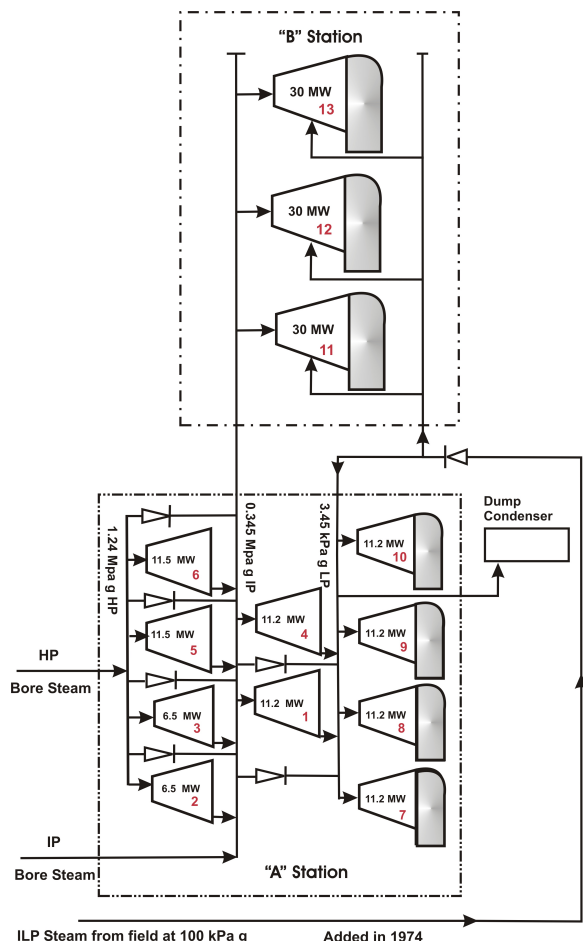 “B” Station
30 MW
13
30 MW
12
30 MW
11
Dump
Condenser
1.24 Mpa g HP
0.345 Mpa g IP
3.45 kPa g LP
11.5 MW
6
11.2 MW
10
11.2 MW
4
11.5 MW
5
11.2 MW
9
HP
Bore Steam
11.2 MW
1
6.5 MW
3
11.2 MW
8
6.5 MW
2
11.2 MW
7
IP
Bore Steam
“A” Station
ILP Steam from field at 100 kPa g
Added in 1974